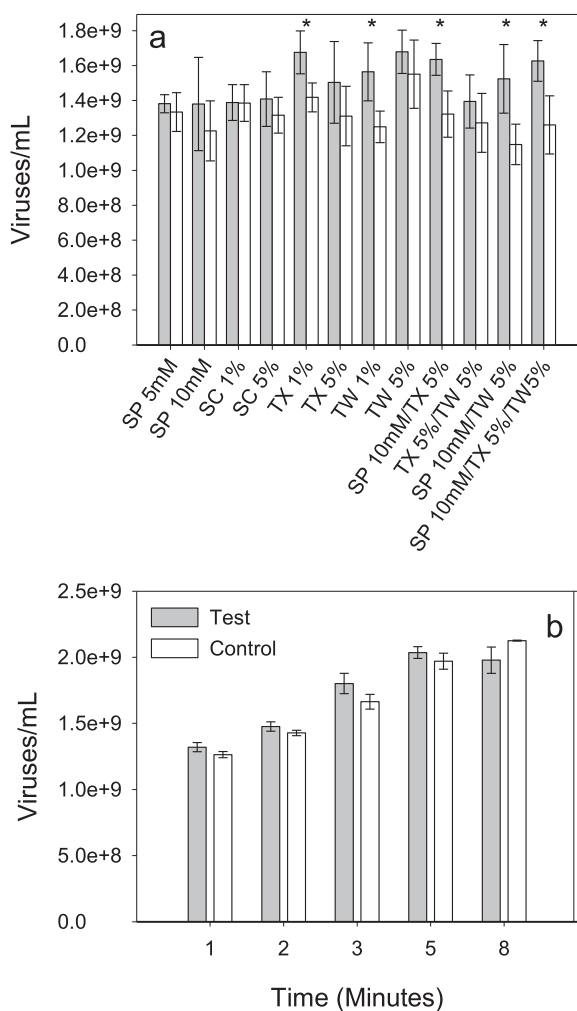 a
* * * * *
Viruses/mL
1.8e+9
1.6e+9
1.4e+9
1.2e+9
1.0e+9
8.0e+8
6.0e+8
4.0e+8
2.0e+8
0.0
SP 5mM
SP 10mM
SC 1%
SC 5%
TX 1%
TX 5%
TW 1%
TW 5%
SP 10mM/TX 5%
TX 5%/TW 5%
SP 10mM/TW 5%
SP 10mM/TX 5%/TW5%
b
Test
Control
Viruses/mL
2.5e+9
2.0e+9
1.5e+9
1.0e+9
5.0e+8
0.0
1 2 3 5 8
Time (Minutes)